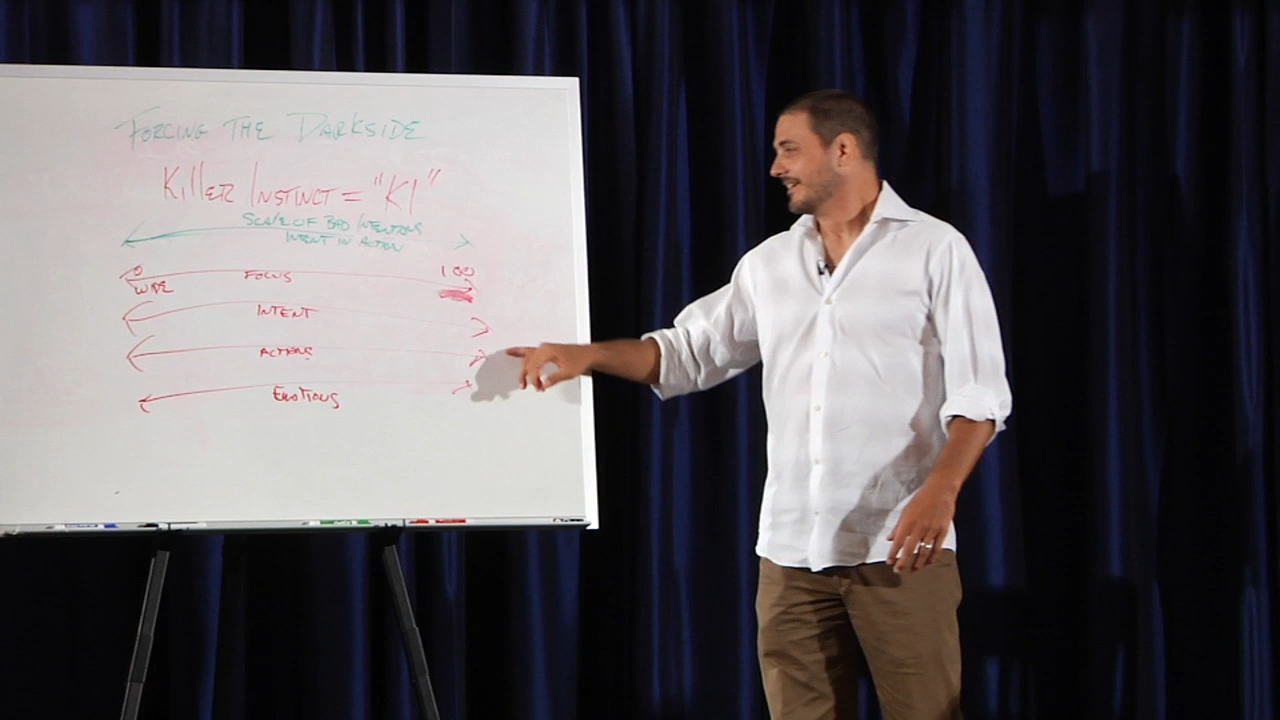 FORCING THE DARKSIDE
KILLER INSTINCT = "KI"
SCALE OF BAD INTENTIONS
INTENT IN ACTION
0 FOCUS 100
WIDE
INTENT
ACTIONS
EMOTIONS